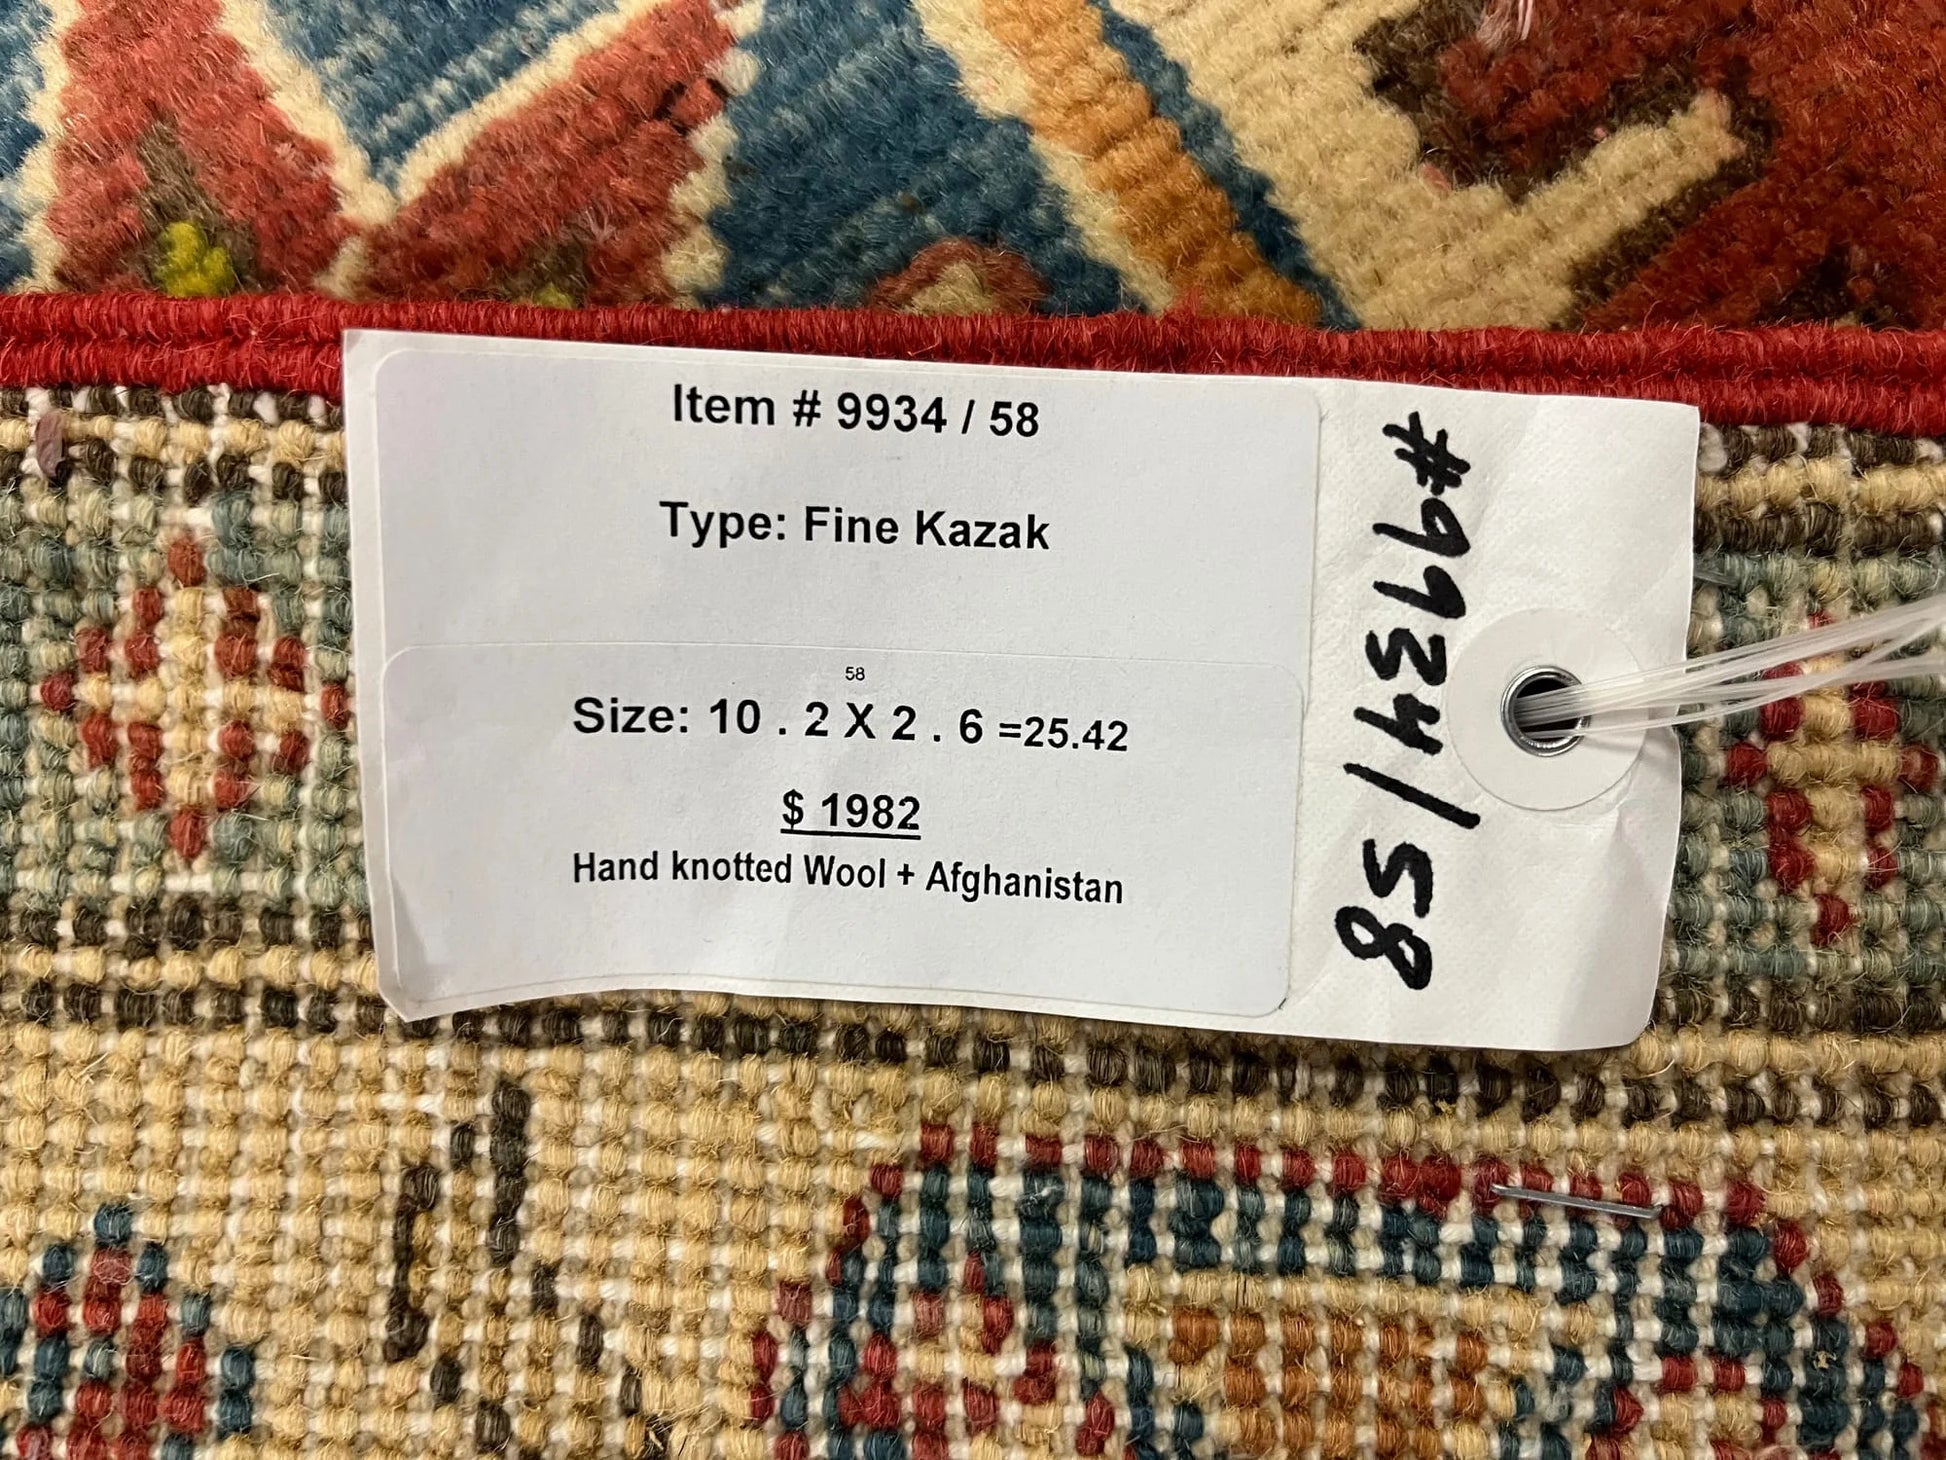 Item # 9934 / 58
Type: Fine Kazak
58
Size: 10 . 2 X 2 . 6 =25.42
$ 1982
Hand knotted Wool + Afghanistan
#9934/58